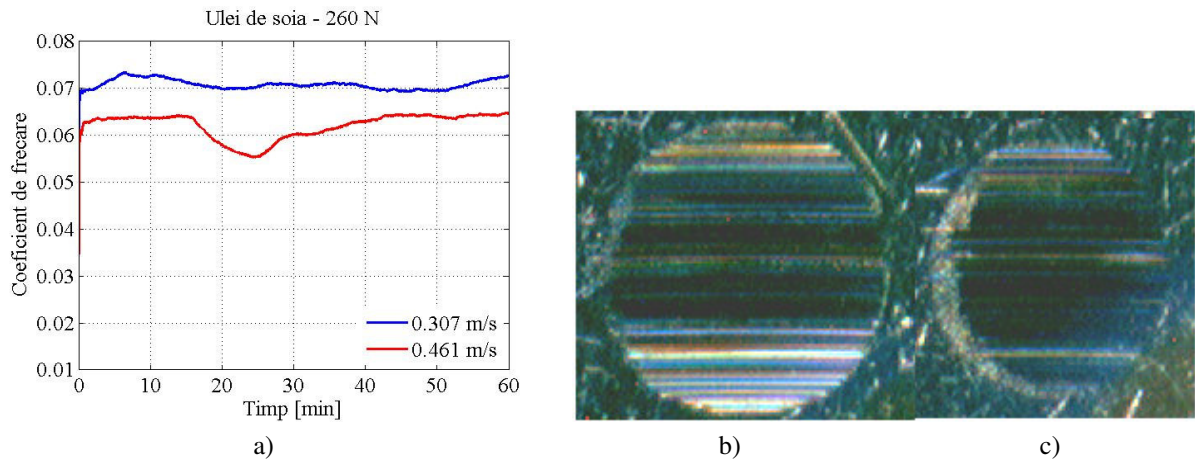 Ulei de soia - 260 N
0.08
0.07
0.06
0.05
0.04
0.03
0.02
0.01
Coeficient de frecare
0.307 m/s
0.461 m/s
0 10 20 30 40 50 60
Timp [min]
a) b) c)